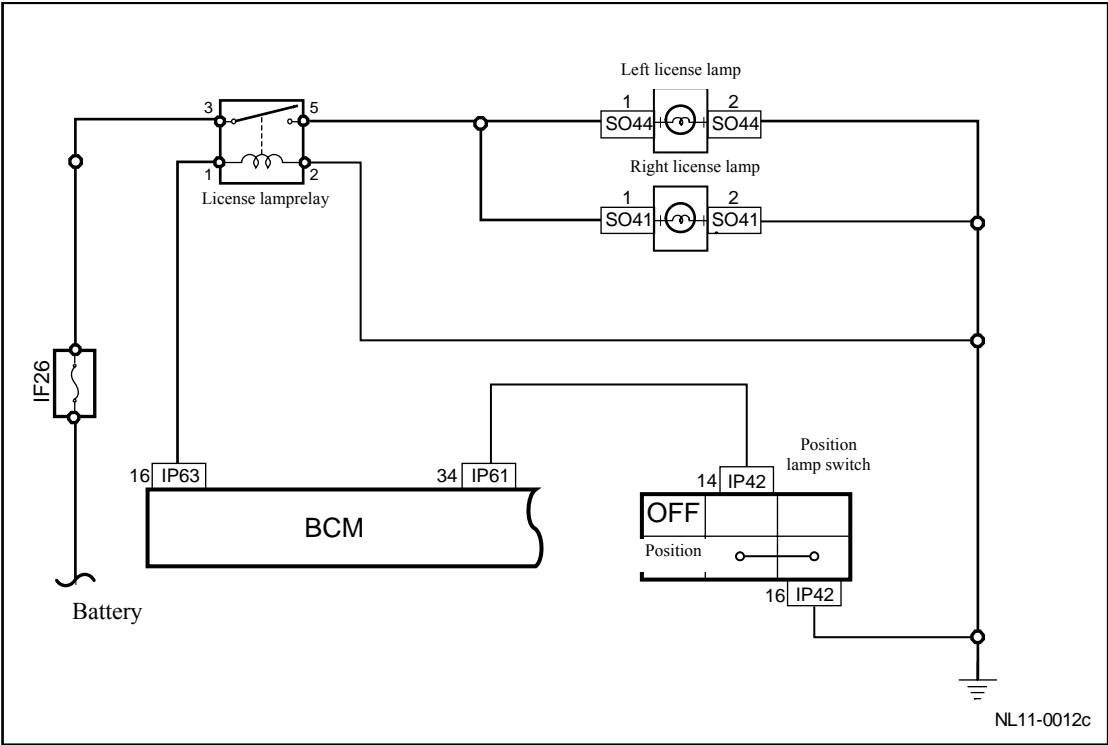 Left license lamp
3 5 1 2
SO44 SO44
Right license lamp
1 2
License lamprelay
1 2
SO41 SO41
IF26
Position
lamp switch
16 IP63 34 IP61 14 IP42
OFF
BCM
Position
16 IP42
Battery
NL11-0012c